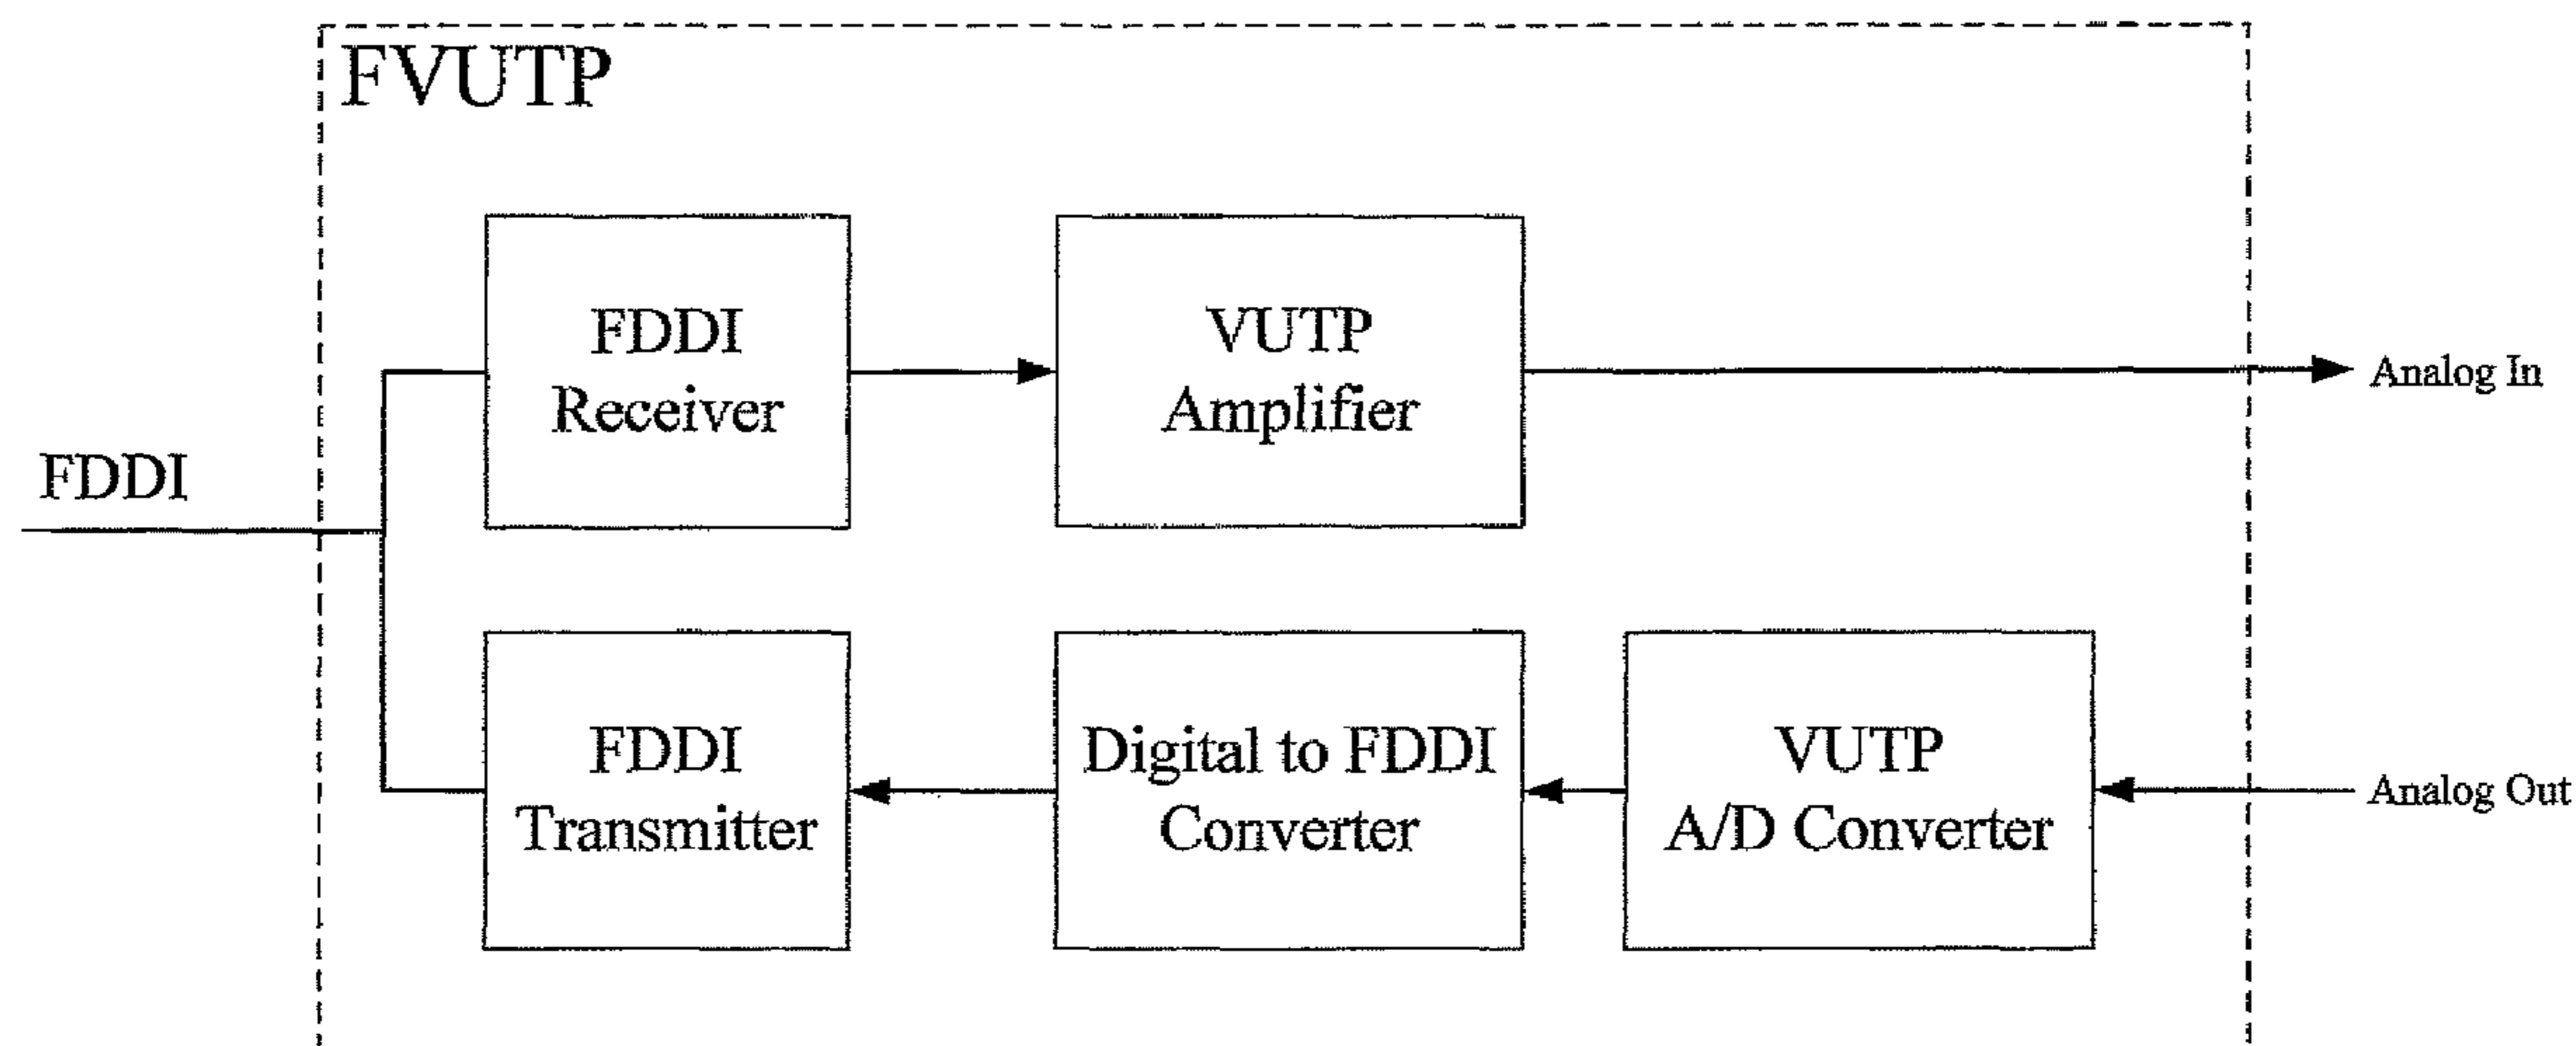 FVUTP
FDDI
Receiver
VUTP
Amplifier
Analog In
FDDI
FDDI
Transmitter
Digital to FDDI
Converter
VUTP
A/D Converter
Analog Out